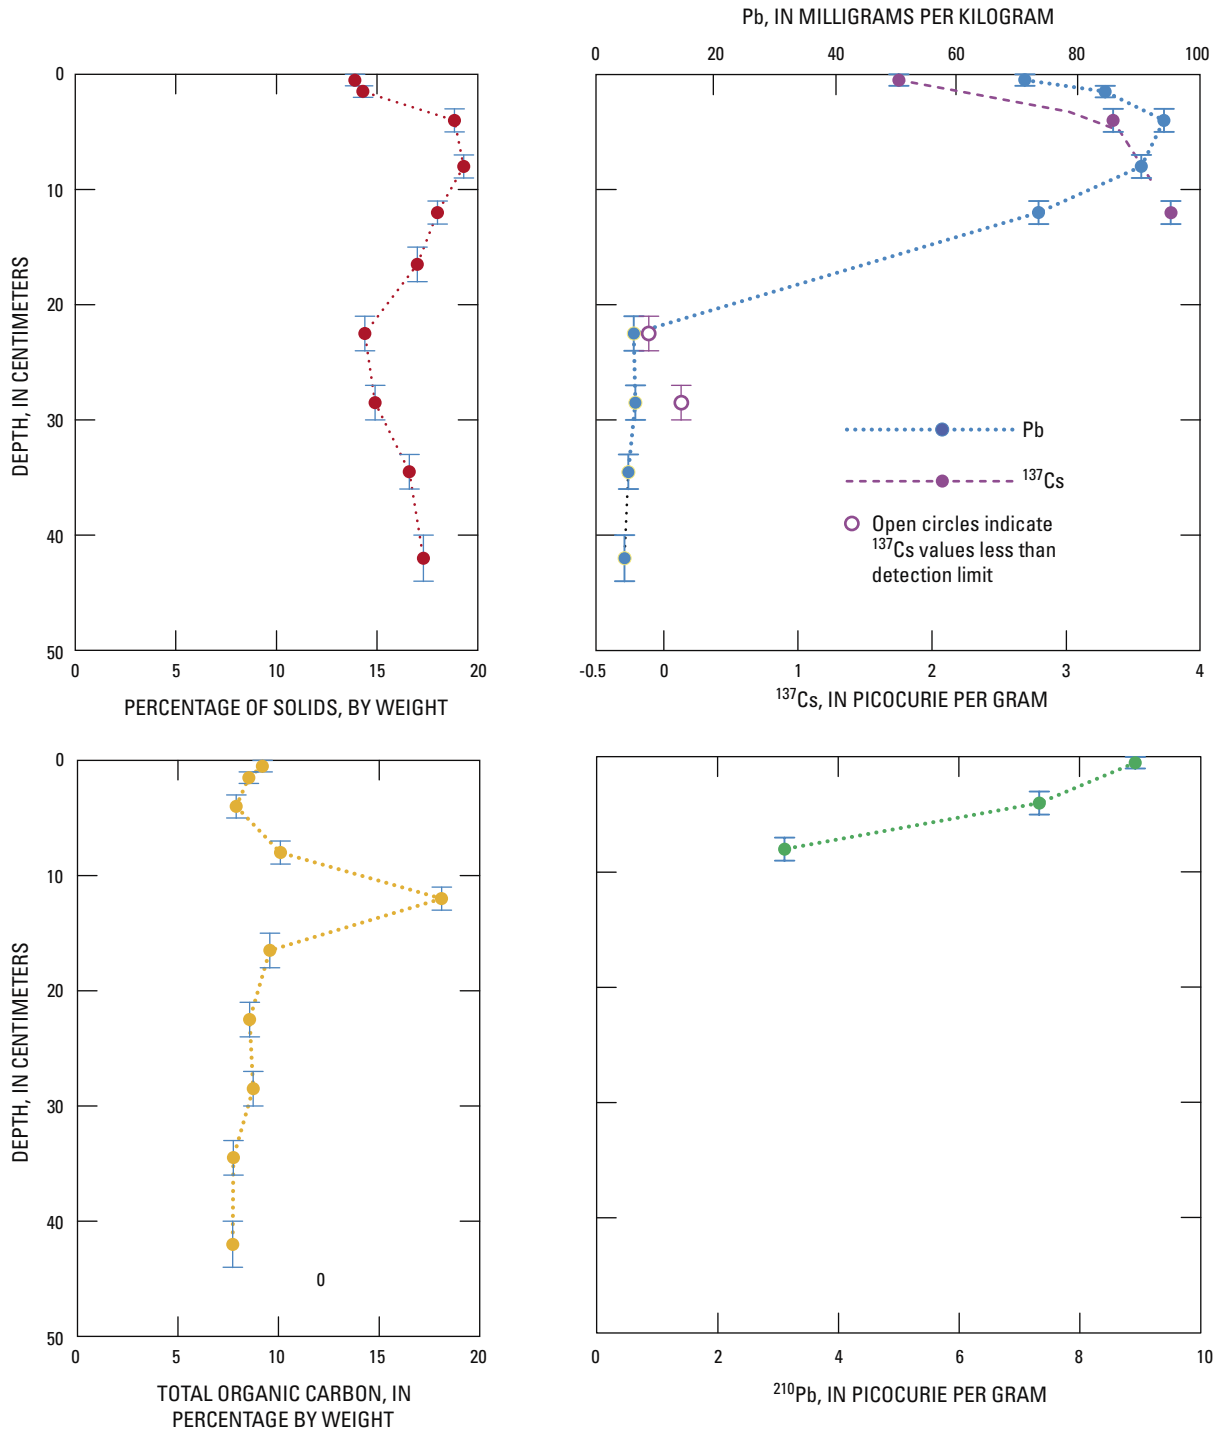 Pb, IN MILLIGRAMS PER KILOGRAM
0 20 40 60 80 100
0
10
20
30
40
50
DEPTH, IN CENTIMETERS
0 5 10 15 20
PERCENTAGE OF SOLIDS, BY WEIGHT
Pb
137Cs
Open circles indicate
137Cs values less than
detection limit
-0.5 0 1 2 3 4
137Cs, IN PICOCURIE PER GRAM
0
10
20
30
40
50
DEPTH, IN CENTIMETERS
0
0 5 10 15 20
TOTAL ORGANIC CARBON, IN
PERCENTAGE BY WEIGHT
0 2 4 6 8 10
210Pb, IN PICOCURIE PER GRAM